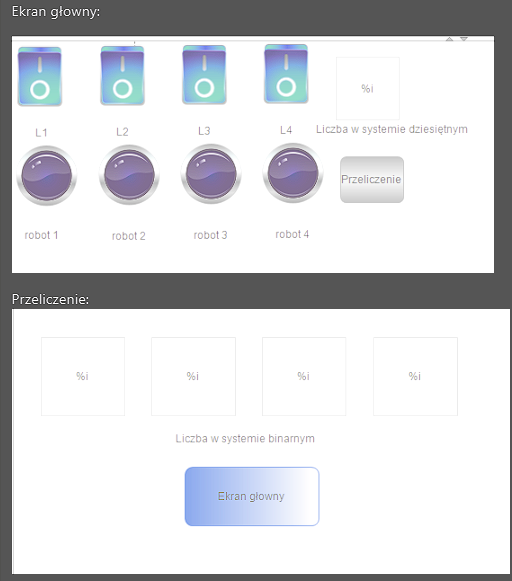 Ekran głowny:
L1 L2 L3 L4
%i
Liczba w systemie dziesiętnym
Przeliczenie
robot 1 robot 2 robot 3 robot 4
Przeliczenie:
%i %i %i %i
Liczba w systemie binarnym
Ekran głowny